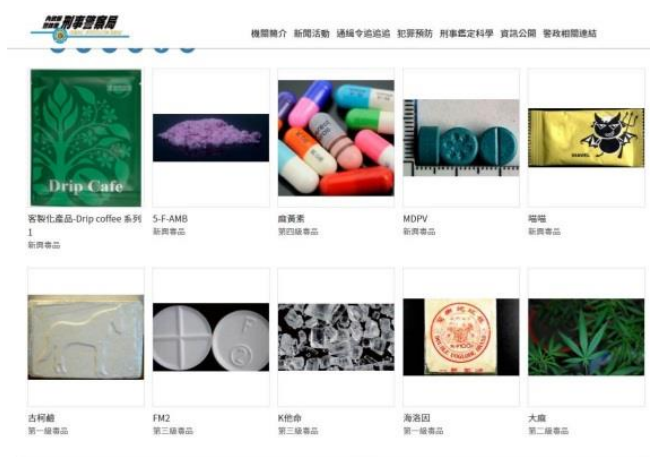 內政部
警政署
刑事警察局
機關簡介 新聞活動 通緝令追追追 犯罪預防 刑事鑑定科學 資訊公開 警政相關連結
Drip Cafe
客製化產品-Drip coffee 系列
1
新興毒品
5-F-AMB
新興毒品
麻黃素
第四級毒品
MDPV
新興毒品
喵喵
新興毒品
古柯鹼
第一級毒品
FM2
第三級毒品
K他命
第三級毒品
海洛因
第一級毒品
大麻
第二級毒品